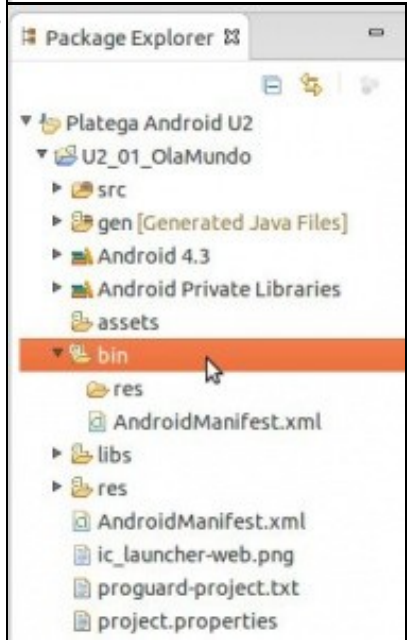 Package Explorer
Platega Android U2
U2_01_OlaMundo
src
gen [Generated Java Files]
Android 4.3
Android Private Libraries
assets
bin
res
AndroidManifest.xml
libs
res
AndroidManifest.xml
ic_launcher-web.png
proguard-project.txt
project.properties